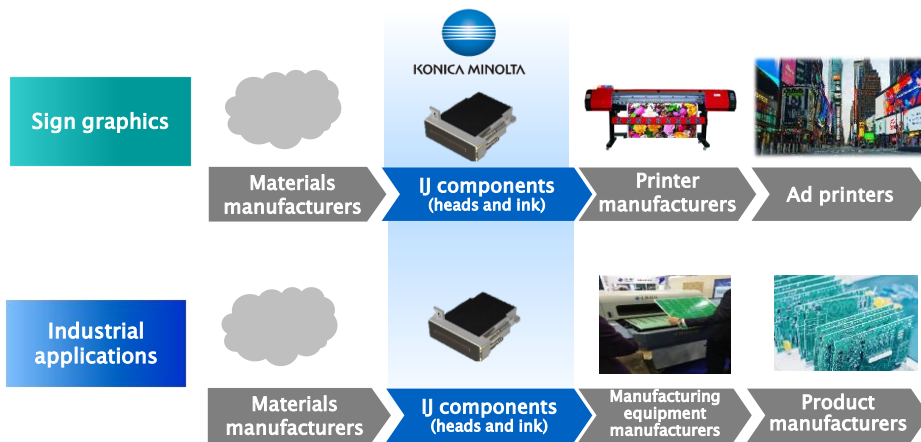 KONICA MINOLTA
Sign graphics
Materials
manufacturers
IJ components
(heads and ink)
Printer
manufacturers
Ad printers
Industrial
applications
Materials
manufacturers
IJ components
(heads and ink)
Manufacturing
equipment
manufacturers
Product
manufacturers